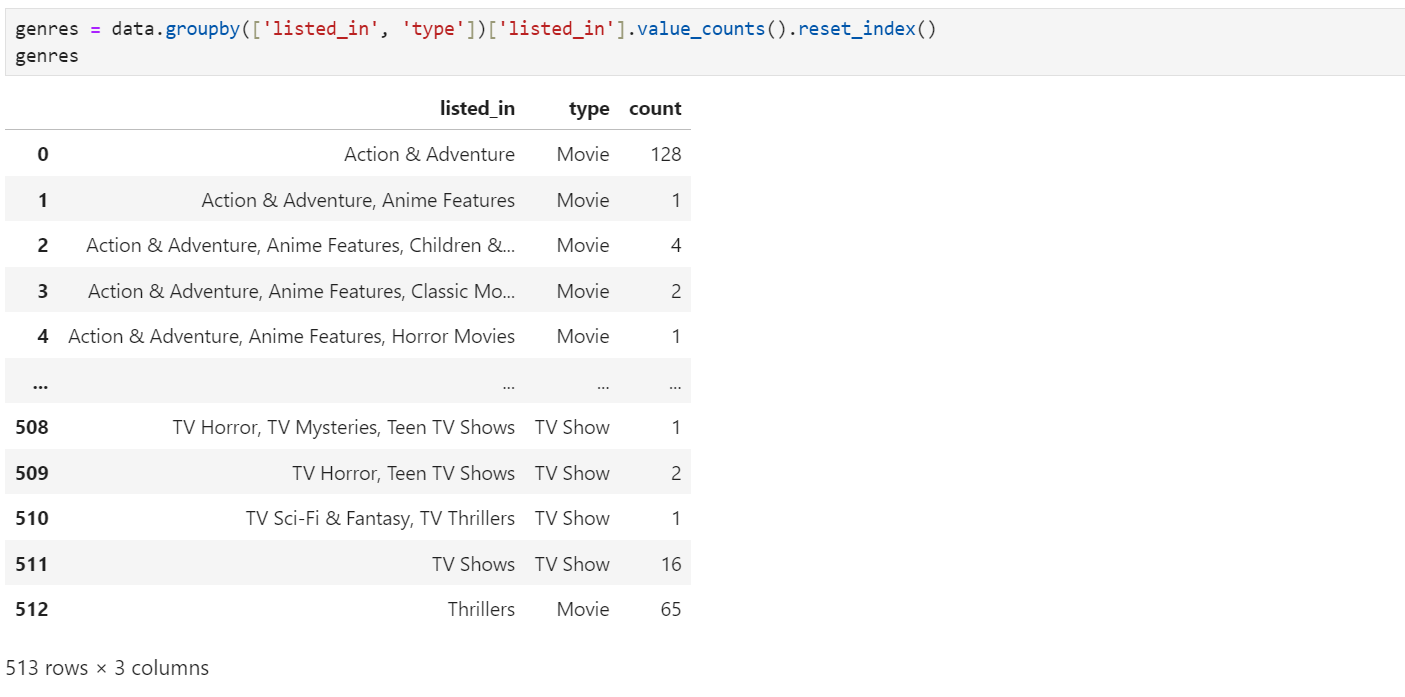 genres = data.groupby(['listed_in', 'type'])['listed_in'].value_counts().reset_index()
genres
listed_in type count
0 Action & Adventure Movie 128
1 Action & Adventure, Anime Features Movie 1
2 Action & Adventure, Anime Features, Children &... Movie 4
3 Action & Adventure, Anime Features, Classic Mo... Movie 2
4 Action & Adventure, Anime Features, Horror Movies Movie 1
... ... ... ...
508 TV Horror, TV Mysteries, Teen TV Shows TV Show 1
509 TV Horror, Teen TV Shows TV Show 2
510 TV Sci-Fi & Fantasy, TV Thrillers TV Show 1
511 TV Shows TV Show 16
512 Thrillers Movie 65
513 rows × 3 columns